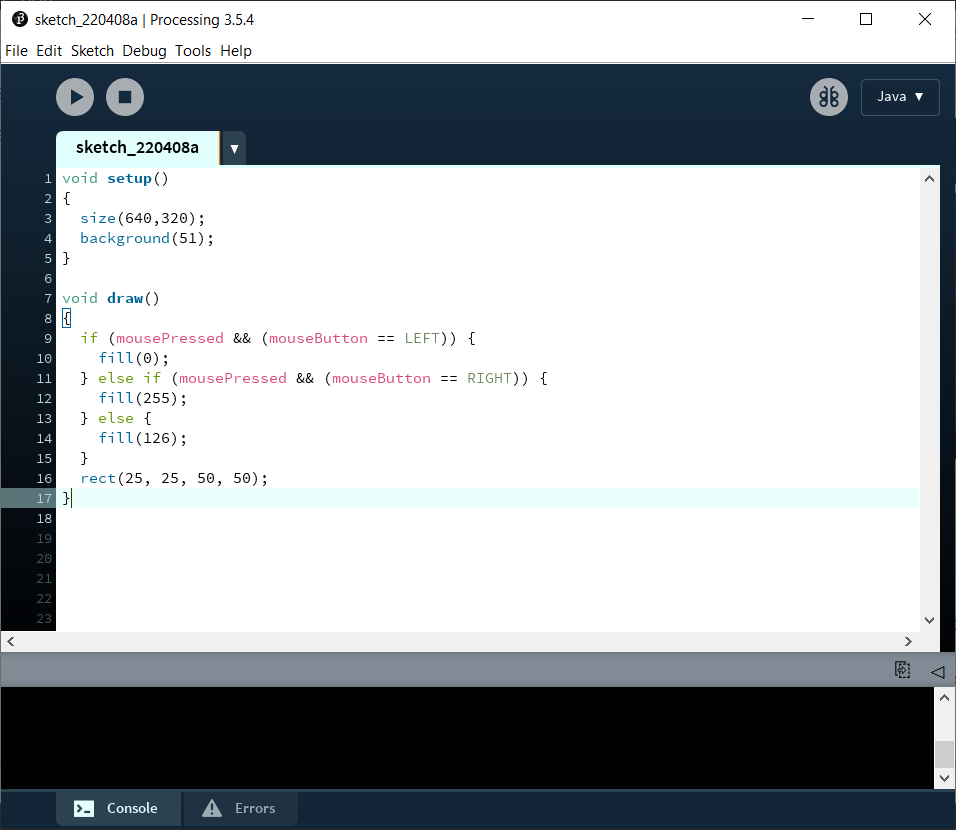 sketch_220408a | Processing 3.5.4
File Edit Sketch Debug Tools Help
Java ▼
sketch_220408a ▼
1 void setup()
2 {
3   size(640,320);
4   background(51);
5 }
6
7 void draw()
8 {
9   if (mousePressed && (mouseButton == LEFT)) {
10     fill(0);
11   } else if (mousePressed && (mouseButton == RIGHT)) {
12     fill(255);
13   } else {
14     fill(126);
15   }
16   rect(25, 25, 50, 50);
17 }
18
19
20
21
22
23
Console Errors